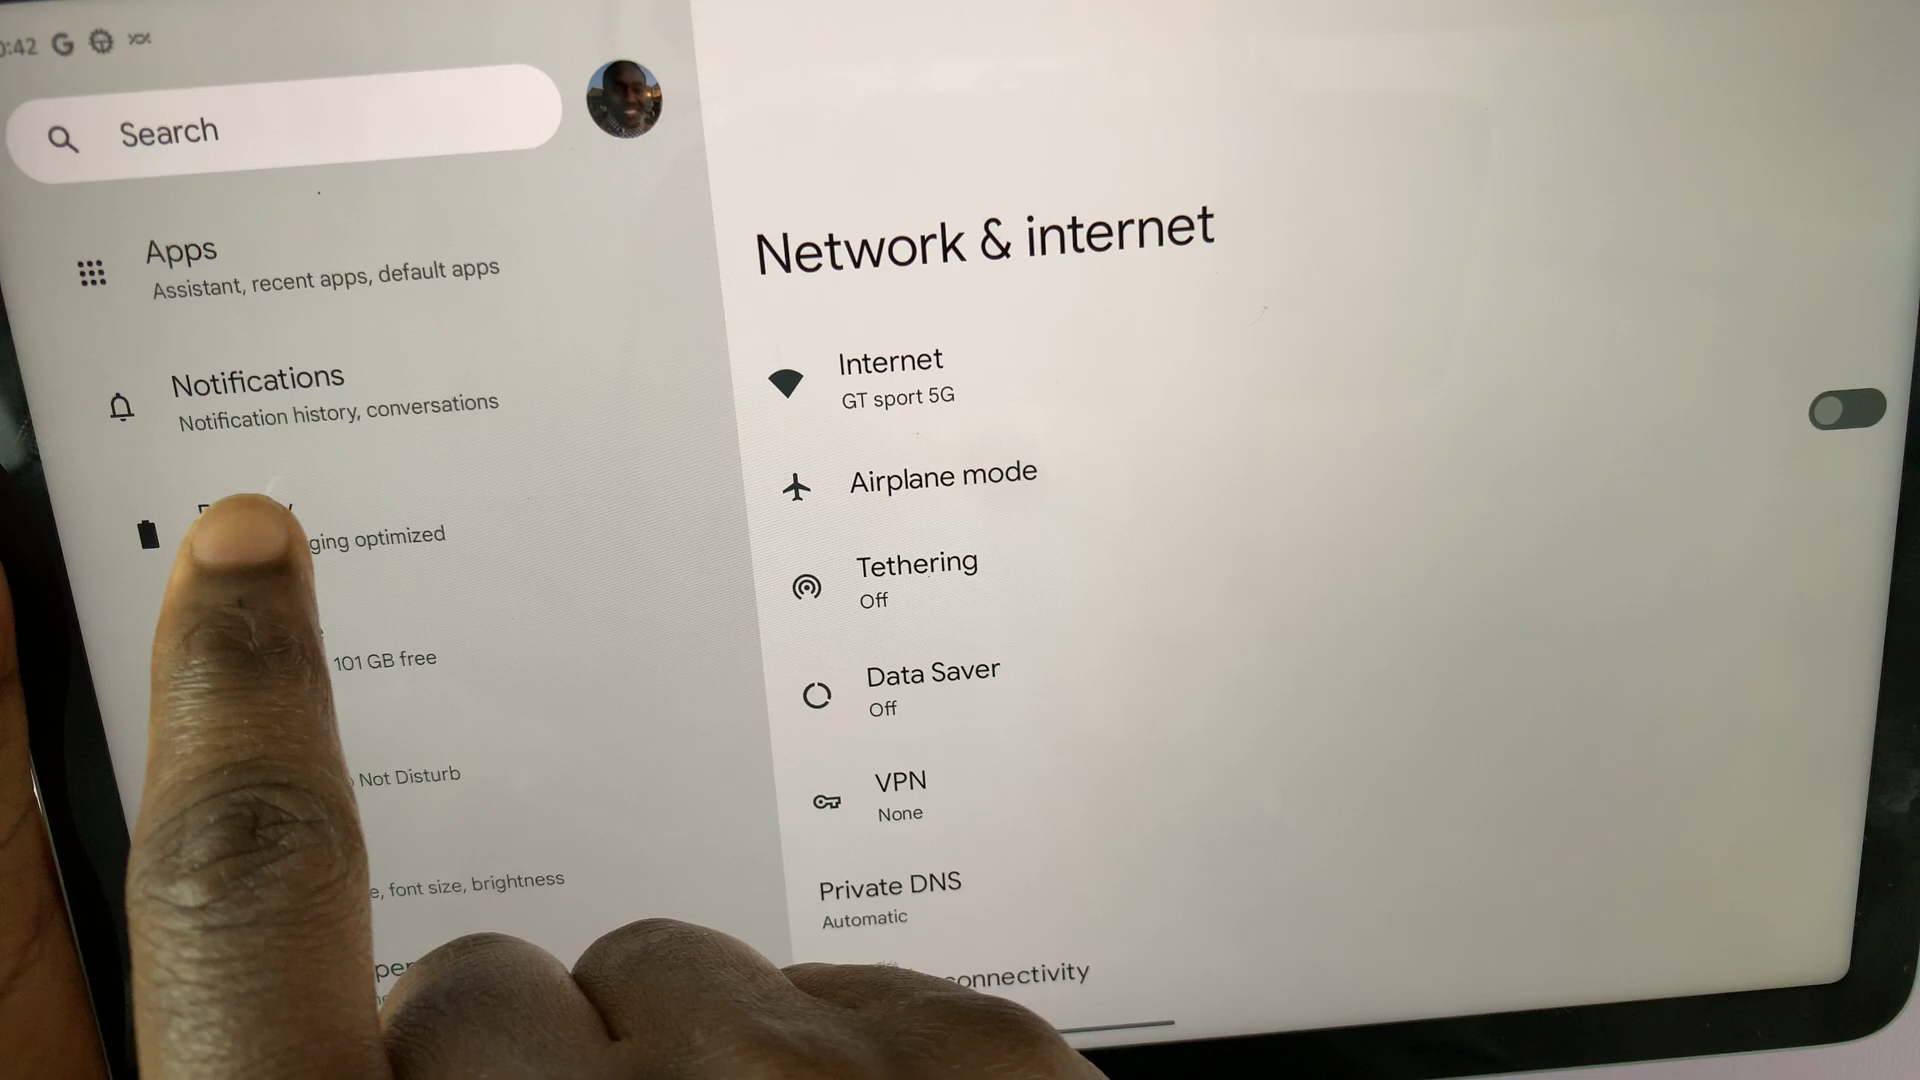 :42 G
Search
Apps
Assistant, recent apps, default apps
Notifications
Notification history, conversations
ging optimized
101 GB free
Not Disturb
e, font size, brightness
per
Network & internet
Internet
GT sport 5G
Airplane mode
Tethering
Off
Data Saver
Off
VPN
None
Private DNS
Automatic
connectivity